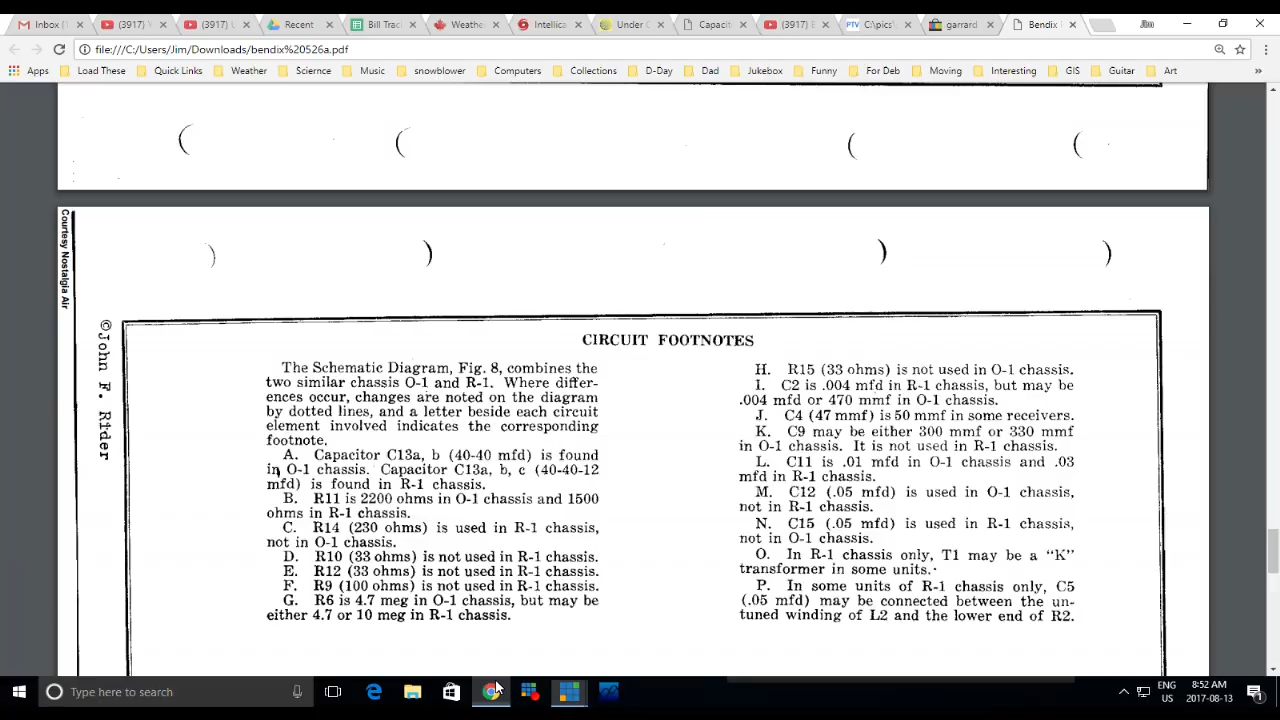 Inbox (
(3917) Y
(3917) L
Recent
Bill Trac
Weathe
Intellica
Under C
Capacit
(3917) E
C:\pics\
garrard
Bendix
Jim
file:///C:/Users/Jim/Downloads/bendix%20526a.pdf
Apps
Load These
Quick Links
Weather
Sciernce
Music
snowblower
Computers
Collections
D-Day
Dad
Jukebox
Funny
For Deb
Moving
Interesting
GIS
Guitar
Art
»
Courtesy Nostalgia Air
©John F. Rider
CIRCUIT FOOTNOTES
The Schematic Diagram, Fig. 8, combines the
two similar chassis O-1 and R-1. Where differ-
ences occur, changes are noted on the diagram
by dotted lines, and a letter beside each circuit
element involved indicates the corresponding
footnote.
A. Capacitor C13a, b (40-40 mfd) is found
in O-1 chassis. Capacitor C13a, b, c (40-40-12
mfd) is found in R-1 chassis.
B. R11 is 2200 ohms in O-1 chassis and 1500
ohms in R-1 chassis.
C. R14 (230 ohms) is used in R-1 chassis,
not in O-1 chassis.
D. R10 (33 ohms) is not used in R-1 chassis.
E. R12 (33 ohms) is not used in R-1 chassis.
F. R9 (100 ohms) is not used in R-1 chassis.
G. R6 is 4.7 meg in O-1 chassis, but may be
either 4.7 or 10 meg in R-1 chassis.
H. R15 (33 ohms) is not used in O-1 chassis.
I. C2 is .004 mfd in R-1 chassis, but may be
.004 mfd or 470 mmf in O-1 chassis.
J. C4 (47 mmf) is 50 mmf in some receivers.
K. C9 may be either 300 mmf or 330 mmf
in O-1 chassis. It is not used in R-1 chassis.
L. C11 is .01 mfd in O-1 chassis and .03
mfd in R-1 chassis.
M. C12 (.05 mfd) is used in O-1 chassis,
not in R-1 chassis.
N. C15 (.05 mfd) is used in R-1 chassis,
not in O-1 chassis.
O. In R-1 chassis only, T1 may be a “K”
transformer in some units.
P. In some units of R-1 chassis only, C5
(.05 mfd) may be connected between the un-
tuned winding of L2 and the lower end of R2.
Type here to search
ENG
US
8:52 AM
2017-08-13
1